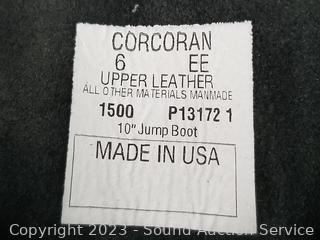 CORCORAN
6 EE
UPPER LEATHER
ALL OTHER MATERIALS MANMADE
1500 P13172 1
10" Jump Boot
MADE IN USA
Copyright 2023 - Sound Auction Service